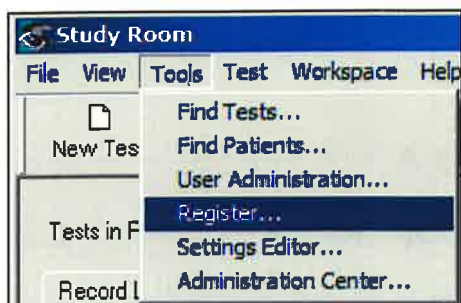 Study Room
File View Tools Test Workspace Help
New Tes
Find Tests...
Find Patients...
User Administration...
Register...
Settings Editor...
Administration Center...
Tests in F
Record L